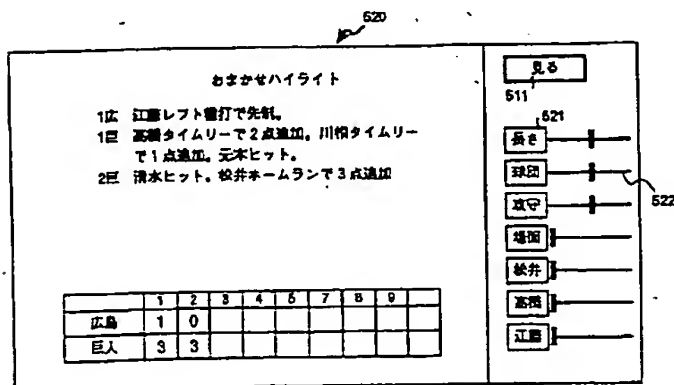 520
おまかせハイライト
1広 江藤レフト犠打で先制。
1巨 高橋タイムリーで2点追加。川相タイムリー
で1点追加。元木ヒット。
2巨 清水ヒット。松井ホームランで3点追加
1 2 3 4 5 7 8 9
広島 1 0
巨人 3 3
見る
511
521
長さ
球団
522
攻守
場面
松井
高橋
江藤